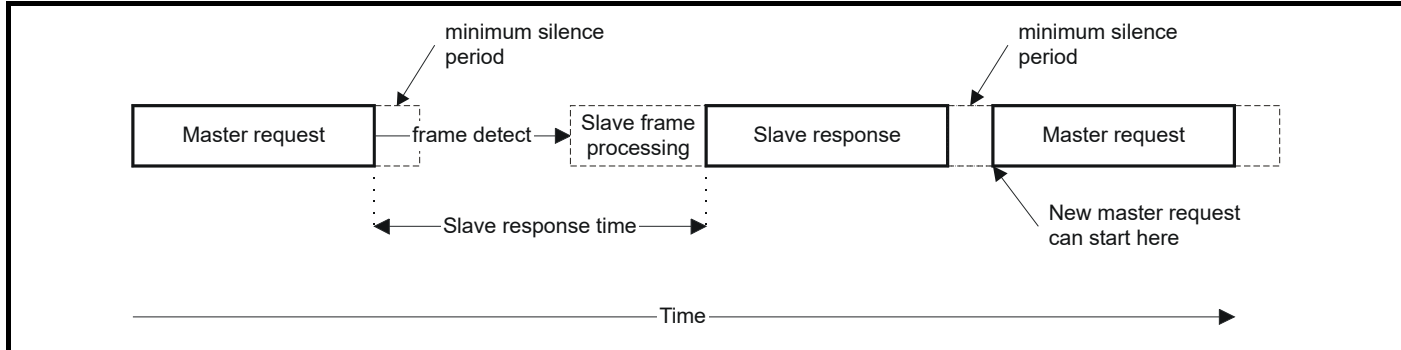 minimum silence
period
minimum silence
period
Master request
frame detect
Slave frame
processing
Slave response
Master request
Slave response time
New master request
can start here
Time